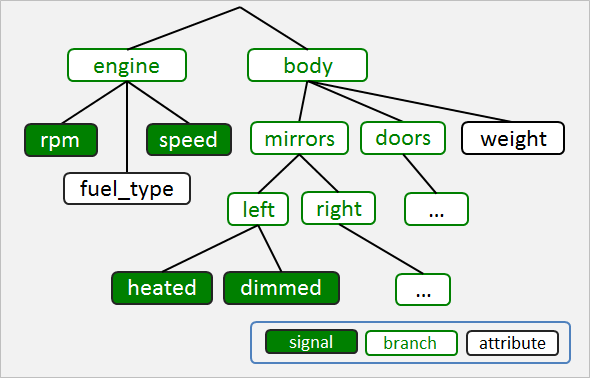 engine
body
rpm
speed
mirrors
doors
weight
fuel_type
left
right
...
heated
dimmed
...
signal
branch
attribute